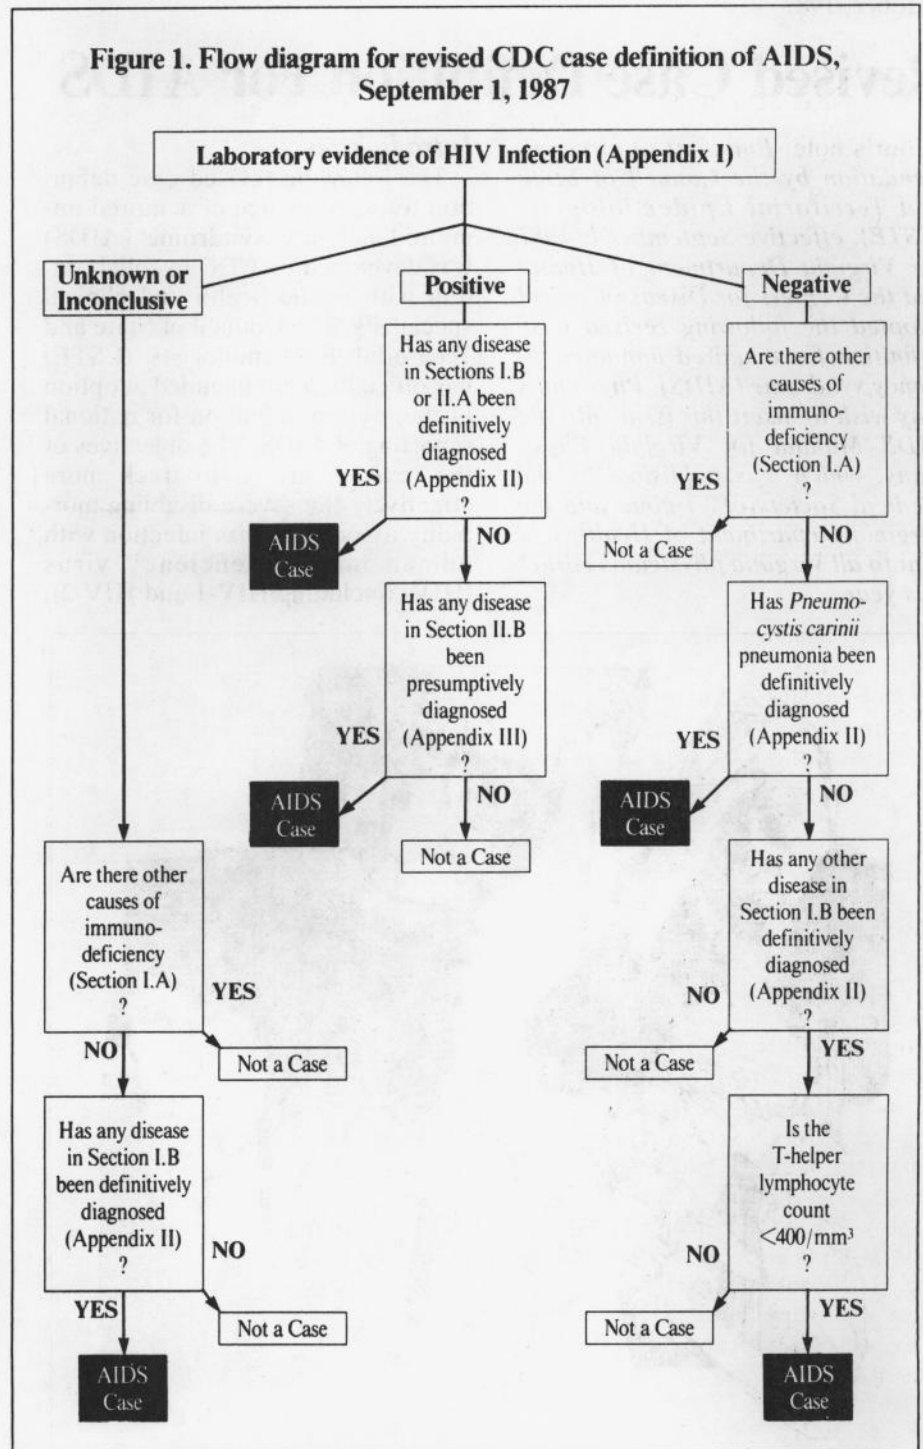 Figure 1. Flow diagram for revised CDC case definition of AIDS,
September 1, 1987
Laboratory evidence of HIV Infection (Appendix I)
Unknown or
Inconclusive
Positive
Negative
Has any disease
in Sections I.B
or II.A been
definitively
diagnosed
(Appendix II)
?
YES
NO
AIDS
Case
Has any disease
in Section II.B
been
presumptively
diagnosed
(Appendix III)
?
YES
NO
AIDS
Case
Not a Case
Are there other
causes of
immuno-
deficiency
(Section I.A)
?
YES
NO
Not a Case
Has Pneumo-
cystis carinii
pneumonia been
definitively
diagnosed
(Appendix II)
?
YES
NO
AIDS
Case
Has any other
disease in
Section I.B been
definitively
diagnosed
(Appendix II)
?
NO
YES
Not a Case
Is the
T-helper
lymphocyte
count
<400/mm³
?
NO
YES
Not a Case
AIDS
Case
Are there other
causes of
immuno-
deficiency
(Section I.A)
?
YES
NO
Not a Case
Has any disease
in Section I.B
been definitively
diagnosed
(Appendix II)
?
NO
YES
Not a Case
AIDS
Case